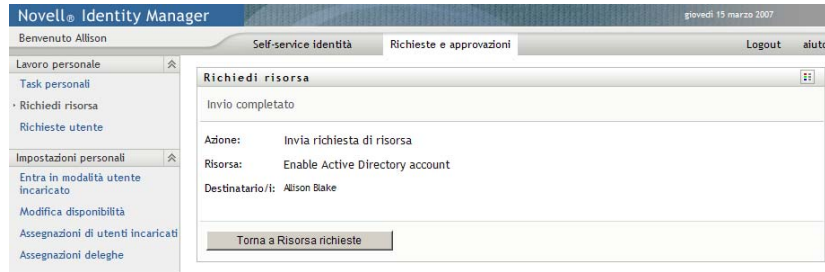 Novell® Identity Manager
giovedì 15 marzo 2007
Benvenuto Allison
Self-service identità
Richieste e approvazioni
Logout
aiuto
Lavoro personale
Task personali
Richiedi risorsa
Richieste utente
Impostazioni personali
Entra in modalità utente
incaricato
Modifica disponibilità
Assegnazioni di utenti incaricati
Assegnazioni deleghe
Richiedi risorsa
Invio completato
Azione: Invia richiesta di risorsa
Risorsa: Enable Active Directory account
Destinatario/i: Allison Blake
Torna a Risorsa richieste